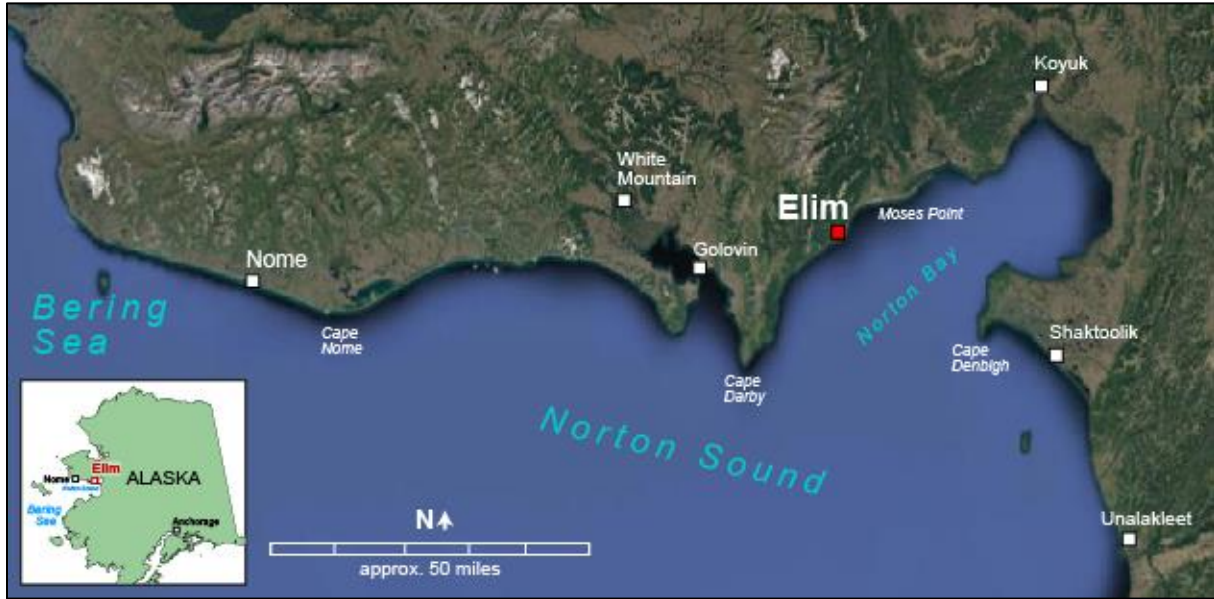 Koyuk
White
Mountain
Elim
Moses Point
Nome
Golovin
Norton Bay
Bering
Sea
Cape
Nome
Shaktoolik
Cape
Denbigh
Cape
Darby
Norton Sound
Elim
Nome
ALASKA
Bering
Sea
Anchorage
N
approx. 50 miles
Unalakleet